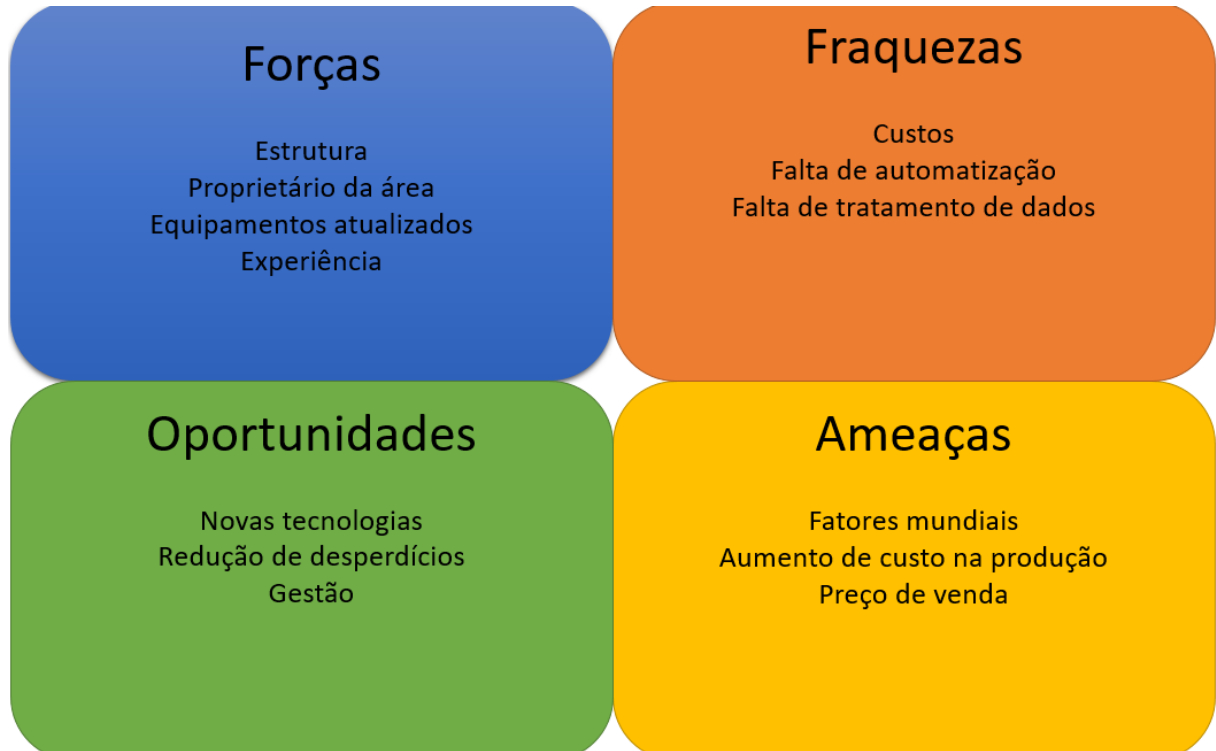 Forças
Estrutura
Proprietário da área
Equipamentos atualizados
Experiência
Fraquezas
Custos
Falta de automatização
Falta de tratamento de dados
Oportunidades
Novas tecnologias
Redução de desperdícios
Gestão
Ameaças
Fatores mundiais
Aumento de custo na produção
Preço de venda